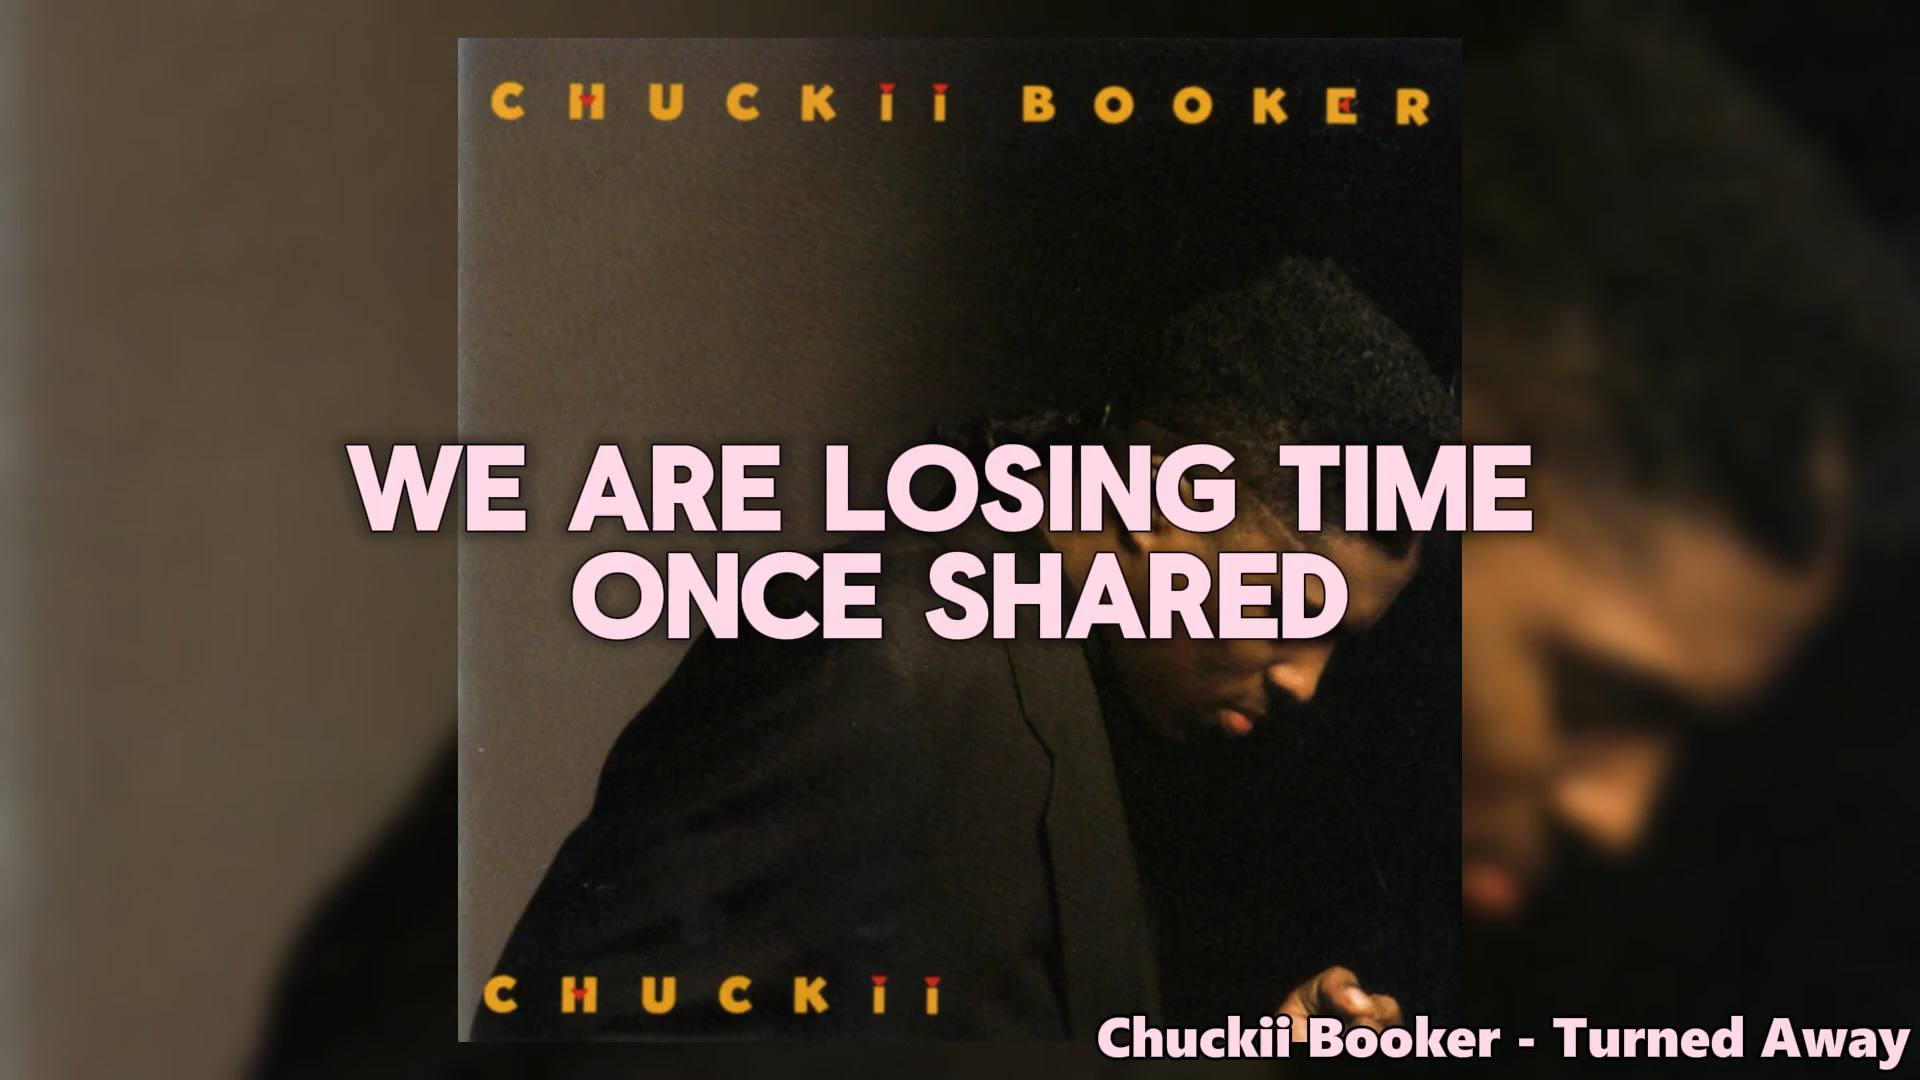 CHUCKii BOOKER
WE ARE LOSING TIME
ONCE SHARED
CHUCKii
Chuckii Booker - Turned Away